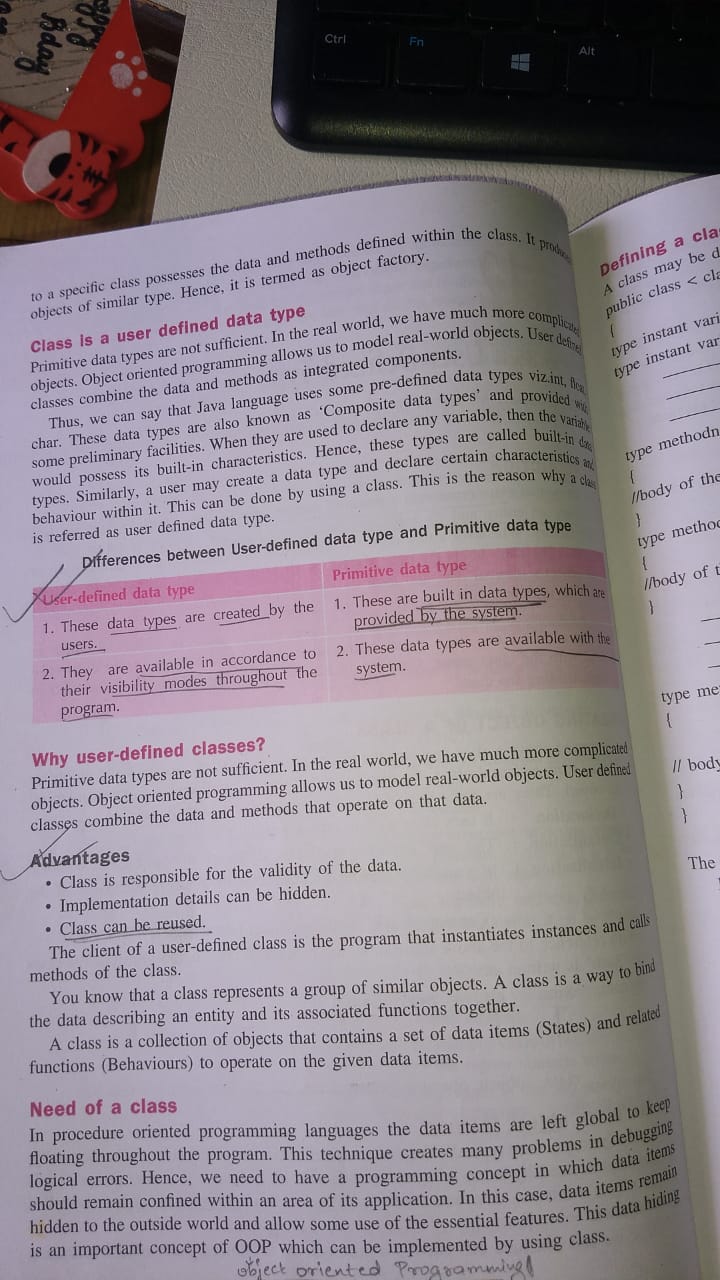 Ctrl
Fn
Alt
to a specific class possesses the data and methods defined within the class. It
objects of similar type. Hence, it is termed as object factory.
Class is a user defined data type
Primitive data types are not sufficient. In the real world, we have much more complicated
objects. Object oriented programming allows us to model real-world objects. User defined
classes combine the data and methods as integrated components.
Thus, we can say that Java language uses some pre-defined data types viz.int, float
char. These data types are also known as ‘Composite data types’ and provided with
some preliminary facilities. When they are used to declare any variable, then the variable
would possess its built-in characteristics. Hence, these types are called built-in data
types. Similarly, a user may create a data type and declare certain characteristics and
behaviour within it. This can be done by using a class. This is the reason why a class
is referred as user defined data type.
Differences between User-defined data type and Primitive data type
User-defined data type
1. These data types are created by the
users.
2. They are available in accordance to
their visibility modes throughout the
program.
Primitive data type
1. These are built in data types, which are
provided by the system.
2. These data types are available with the
system.
Why user-defined classes?
Primitive data types are not sufficient. In the real world, we have much more complicated
objects. Object oriented programming allows us to model real-world objects. User defined
classes combine the data and methods that operate on that data.
Advantages
• Class is responsible for the validity of the data.
• Implementation details can be hidden.
• Class can be reused.
The client of a user-defined class is the program that instantiates instances and calls
methods of the class.
You know that a class represents a group of similar objects. A class is a way to bind
the data describing an entity and its associated functions together.
A class is a collection of objects that contains a set of data items (States) and related
functions (Behaviours) to operate on the given data items.
Need of a class
In procedure oriented programming languages the data items are left global to keep
floating throughout the program. This technique creates many problems in debugging
logical errors. Hence, we need to have a programming concept in which data items
should remain confined within an area of its application. In this case, data items remain
hidden to the outside world and allow some use of the essential features. This data hiding
is an important concept of OOP which can be implemented by using class.
object oriented Programming
Defining a cla
A class may be d
public class < cla
{
type instant vari
type instant var
type methodn
{
//body of the
}
type method
{
//body of t
}
type me
{
// body
}
}
The